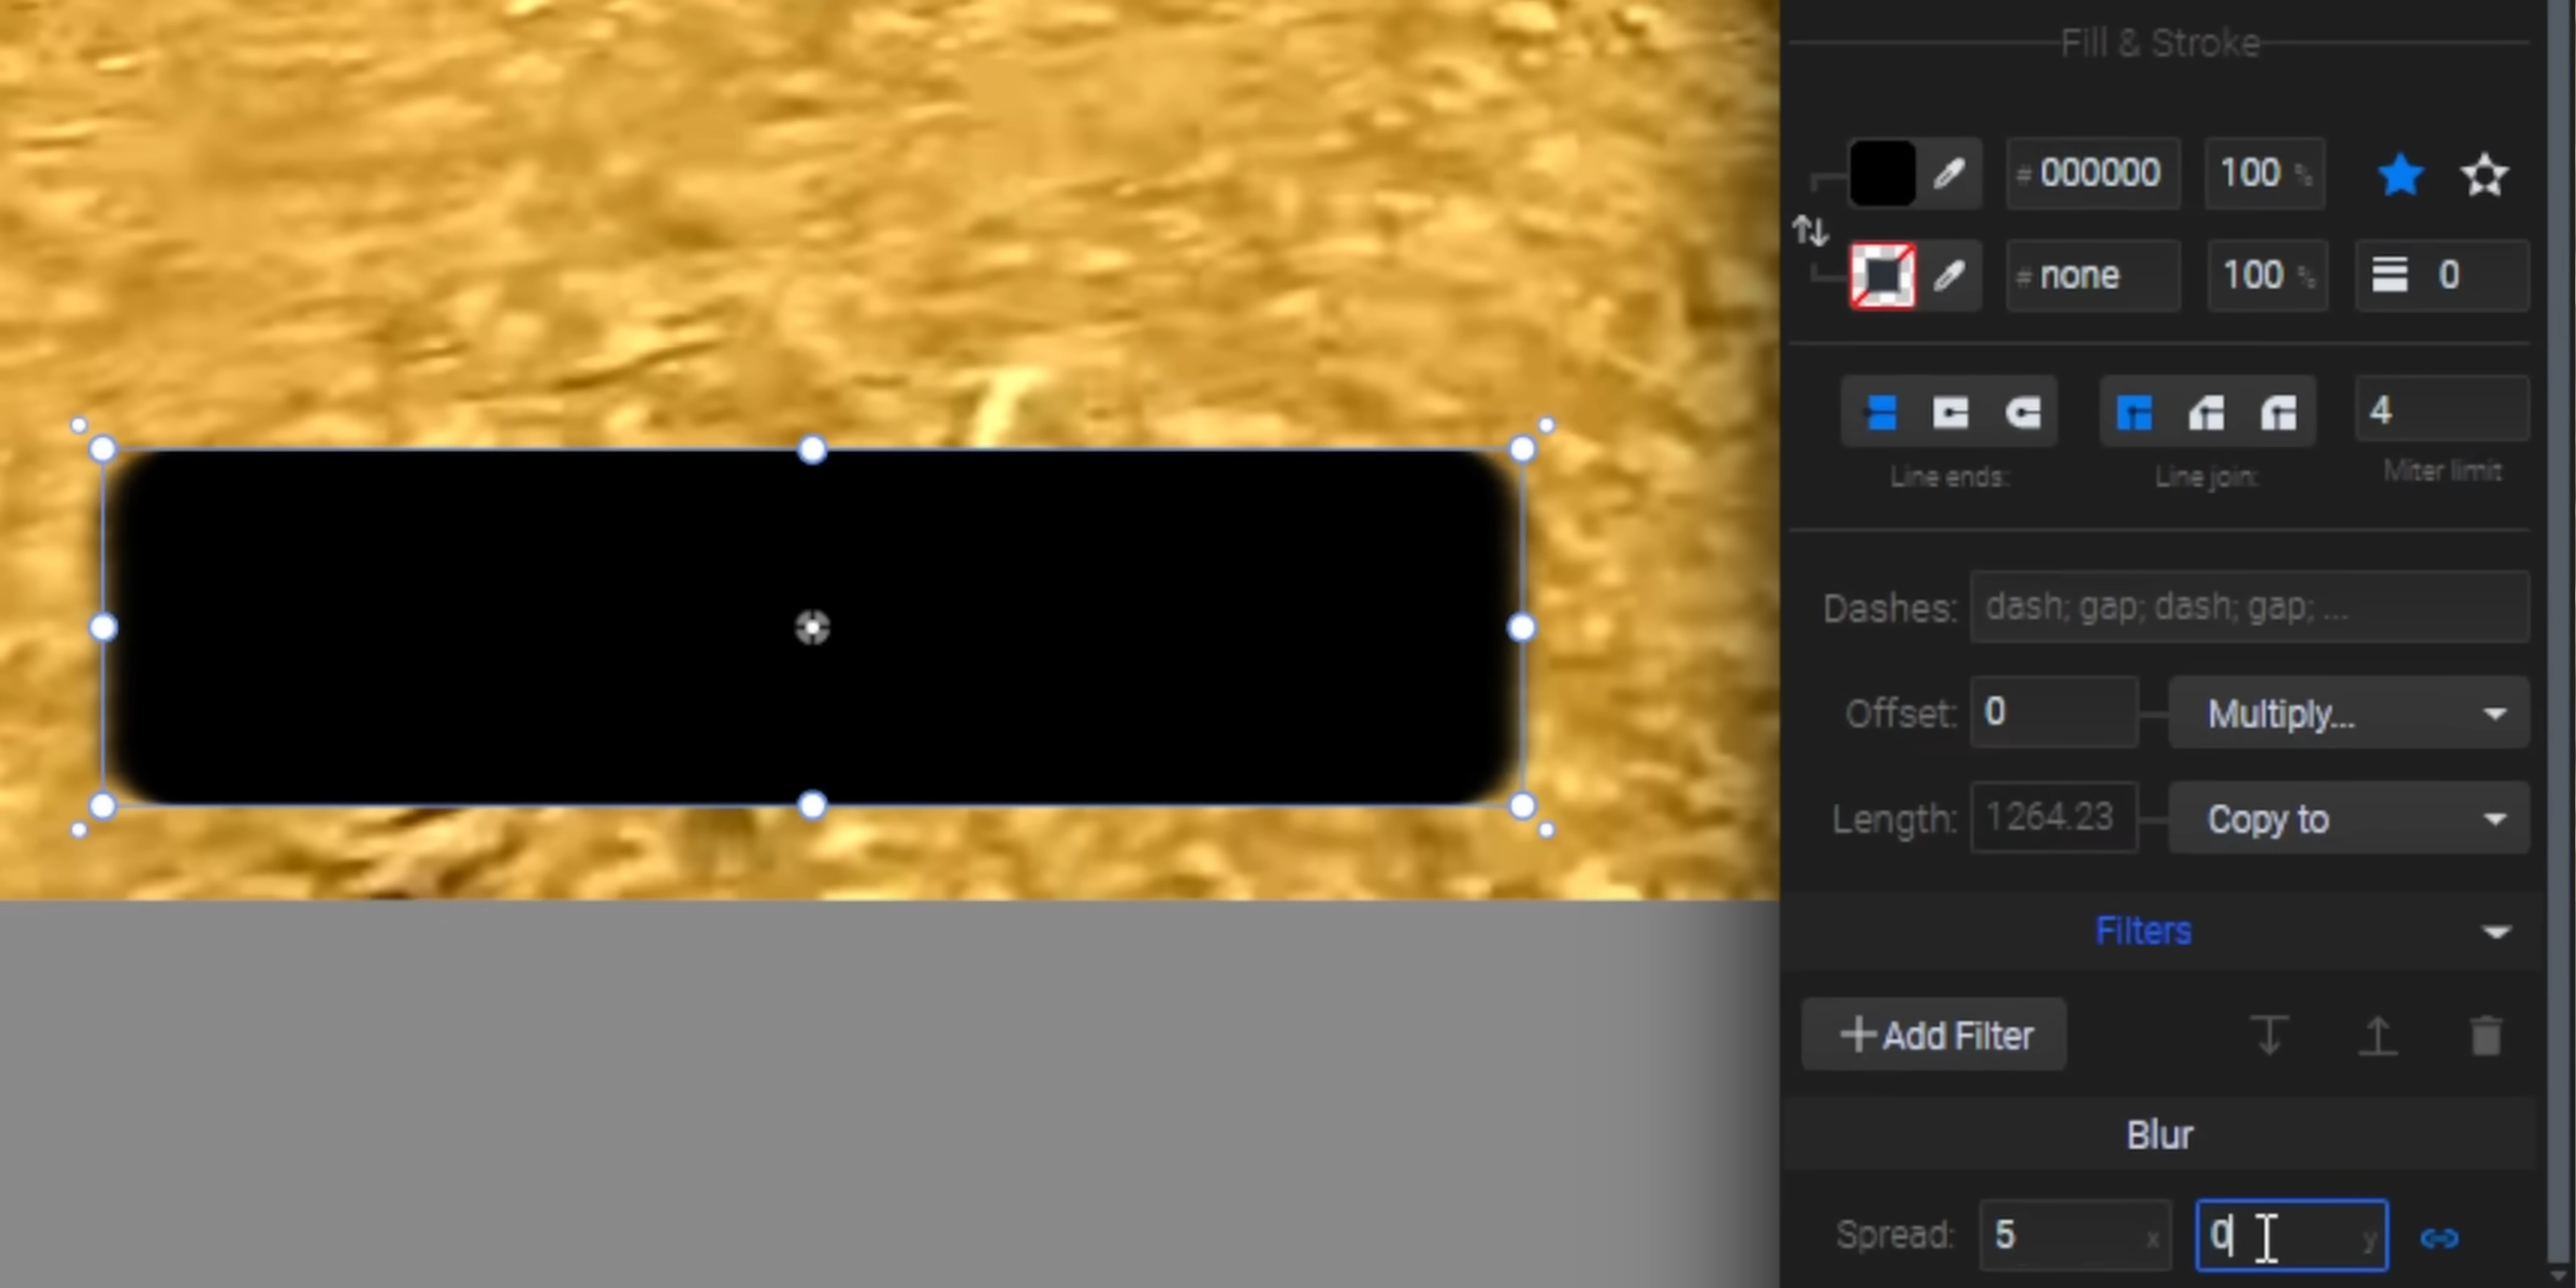 Fill & Stroke
# 000000 100 %
# none 100 % 0
4
Line ends: Line join: Miter limit
Dashes: dash; gap; dash; gap; ...
Offset: 0 Multiply...
Length: 1264.23 Copy to
Filters
+ Add Filter
Blur
Spread: 5 x 0 y